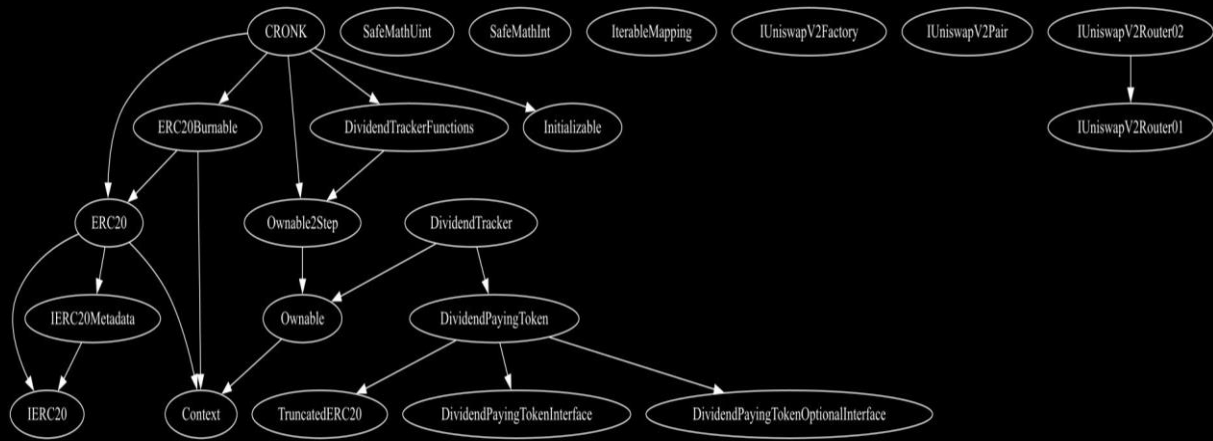 CRONK
SafeMathUint
SafeMathInt
IterableMapping
IUniswapV2Factory
IUniswapV2Pair
IUniswapV2Router02
ERC20Burnable
DividendTrackerFunctions
Initializable
IUniswapV2Router01
ERC20
Ownable2Step
DividendTracker
IERC20Metadata
Ownable
DividendPayingToken
IERC20
Context
TruncatedERC20
DividendPayingTokenInterface
DividendPayingTokenOptionalInterface